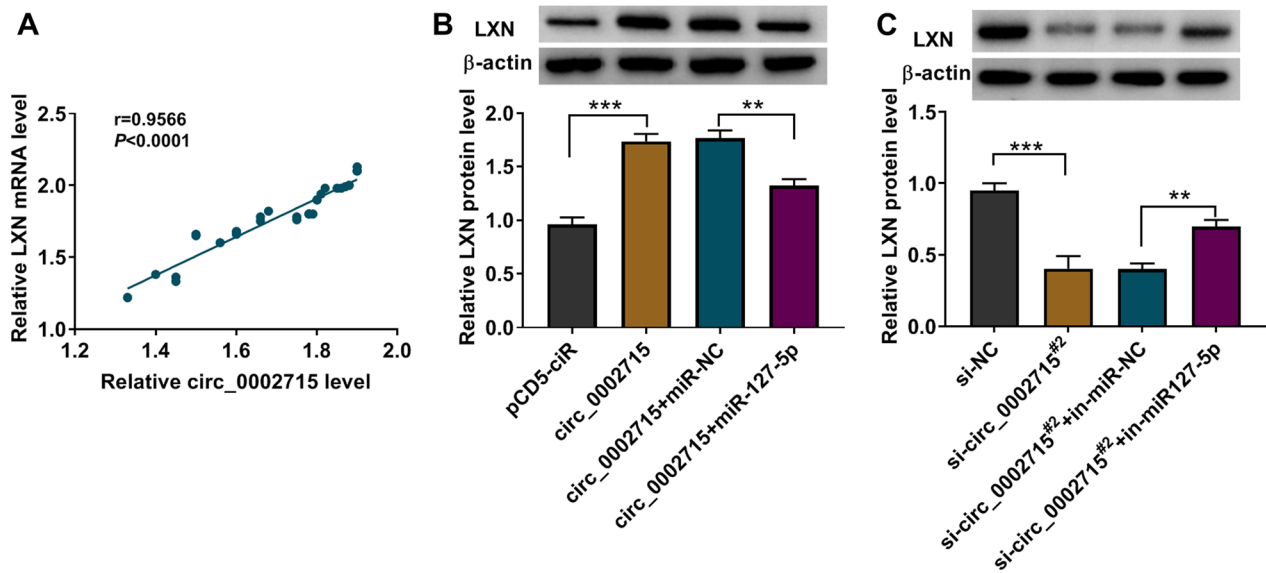 A
r=0.9566
P<0.0001
Relative LXN mRNA level
2.5
2.0
1.5
1.0
1.2
1.4
1.6
1.8
2.0
Relative circ_0002715 level
B
LXN
β-actin
Relative LXN protein level
2.0
1.5
1.0
0.5
0.0
***
**
pCD5-ciR
circ_0002715
circ_0002715+miR-NC
circ_0002715+miR-127-5p
C
LXN
β-actin
Relative LXN protein level
1.5
1.0
0.5
0.0
***
**
si-NC
si-circ_0002715#2
si-circ_0002715#2+in-miR-NC
si-circ_0002715#2+in-miR127-5p